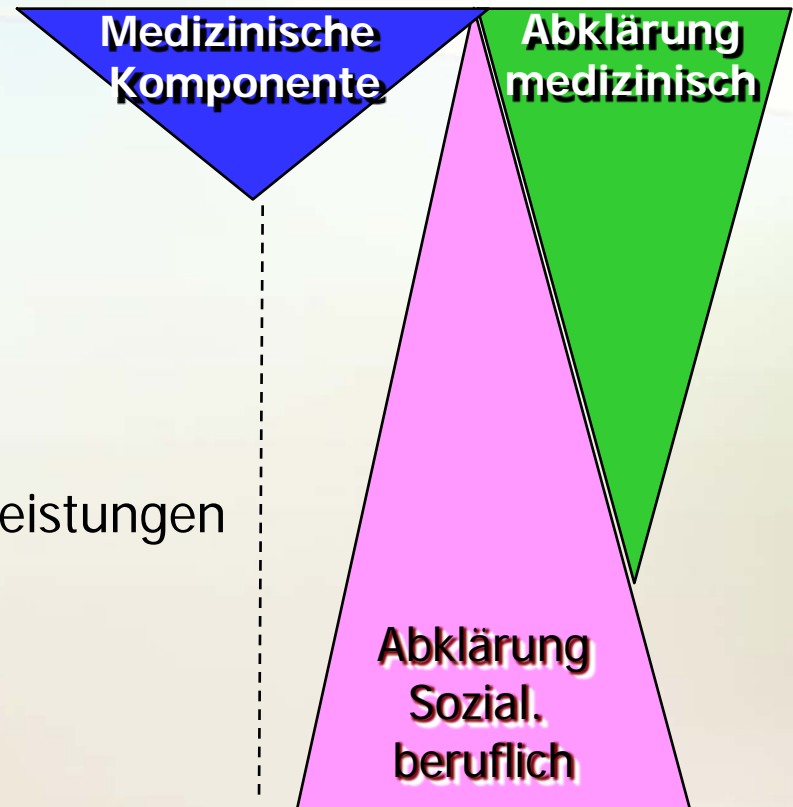 Medizinische
Komponente
Abklärung
medizinisch
eistungen
Abklärung
Sozial.
beruflich